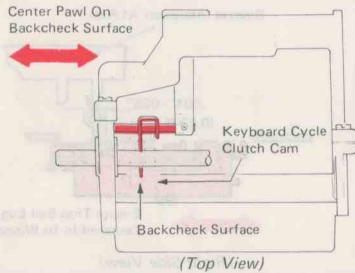 Center Pawl On
Backcheck Surface
Keyboard Cycle
Clutch Cam
Backcheck Surface
(Top View)